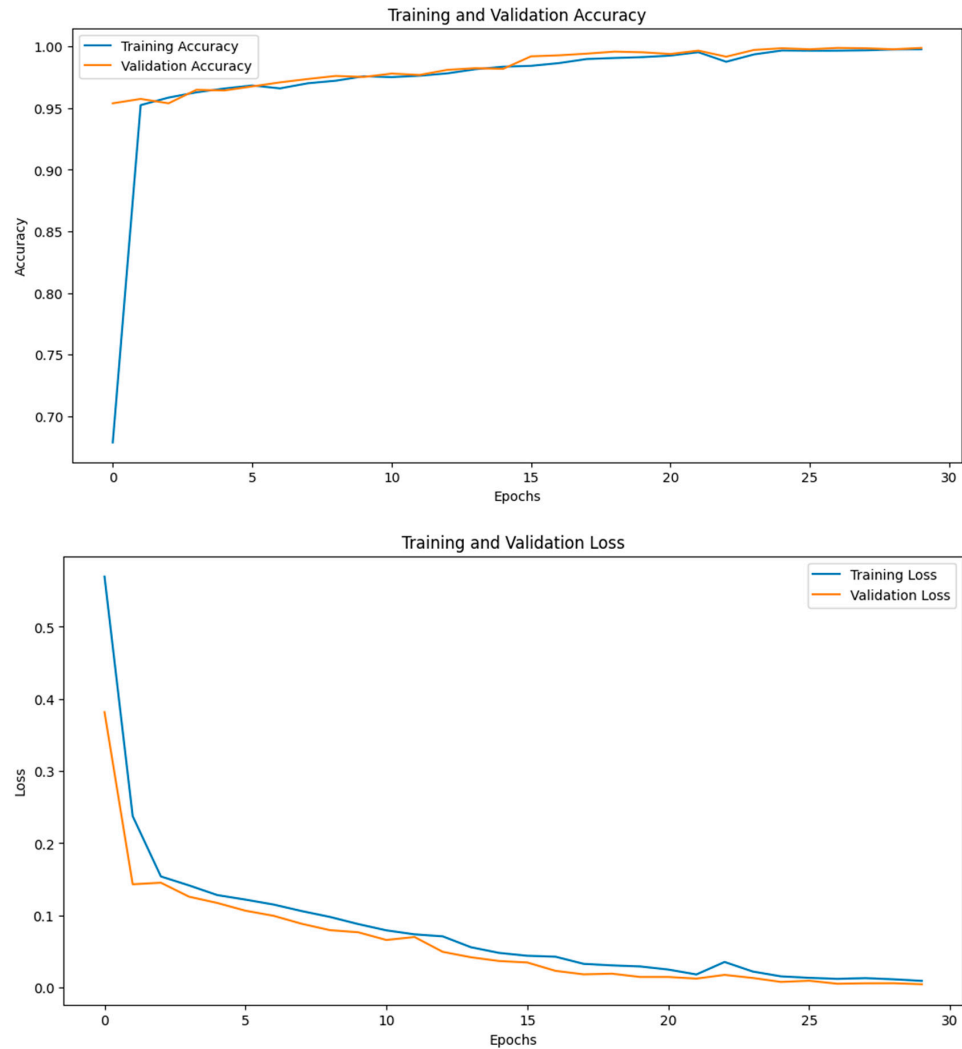 Training and Validation Accuracy
Training Accuracy
Validation Accuracy
1.00
0.95
0.90
0.85
0.80
0.75
0.70
Accuracy
0 5 10 15 20 25 30
Epochs
Training and Validation Loss
Training Loss
Validation Loss
0.5
0.4
0.3
0.2
0.1
0.0
Loss
0 5 10 15 20 25 30
Epochs